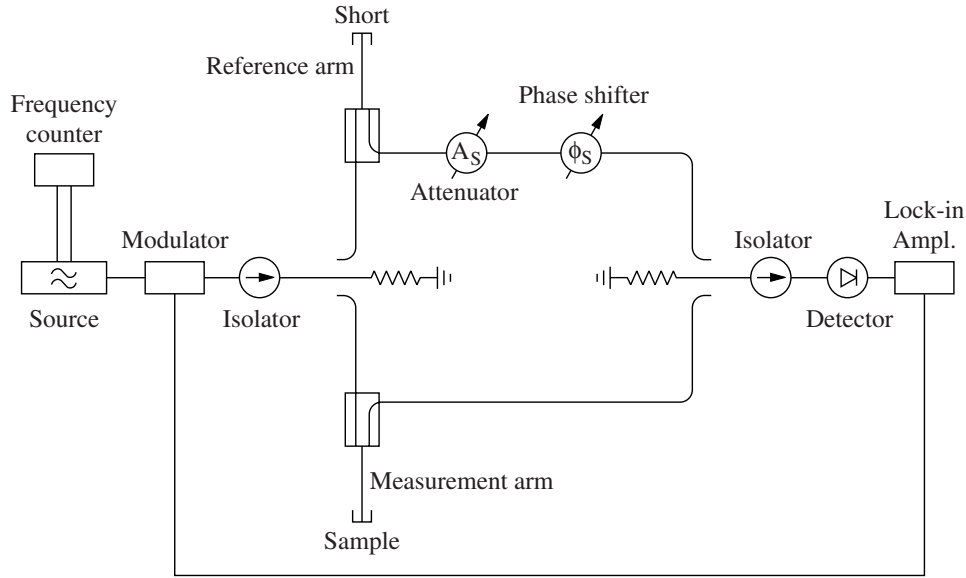 Short
Reference arm
Phase shifter
Frequency
counter
A_S
ϕ_S
Attenuator
Lock-in
Ampl.
Modulator
Isolator
Source
Isolator
Detector
Measurement arm
Sample